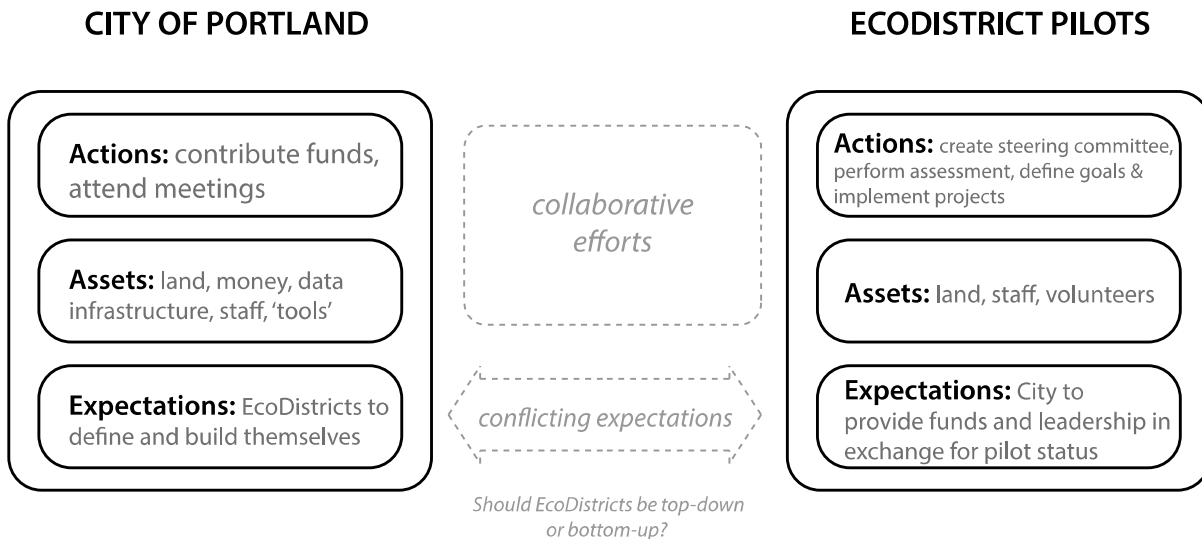 CITY OF PORTLAND
Actions: contribute funds,
attend meetings
Assets: land, money, data
infrastructure, staff, ‘tools’
Expectations: EcoDistricts to
define and build themselves
collaborative
efforts
conflicting expectations
Should EcoDistricts be top-down
or bottom-up?
ECODISTRICT PILOTS
Actions: create steering committee,
perform assessment, define goals &
implement projects
Assets: land, staff, volunteers
Expectations: City to
provide funds and leadership in
exchange for pilot status